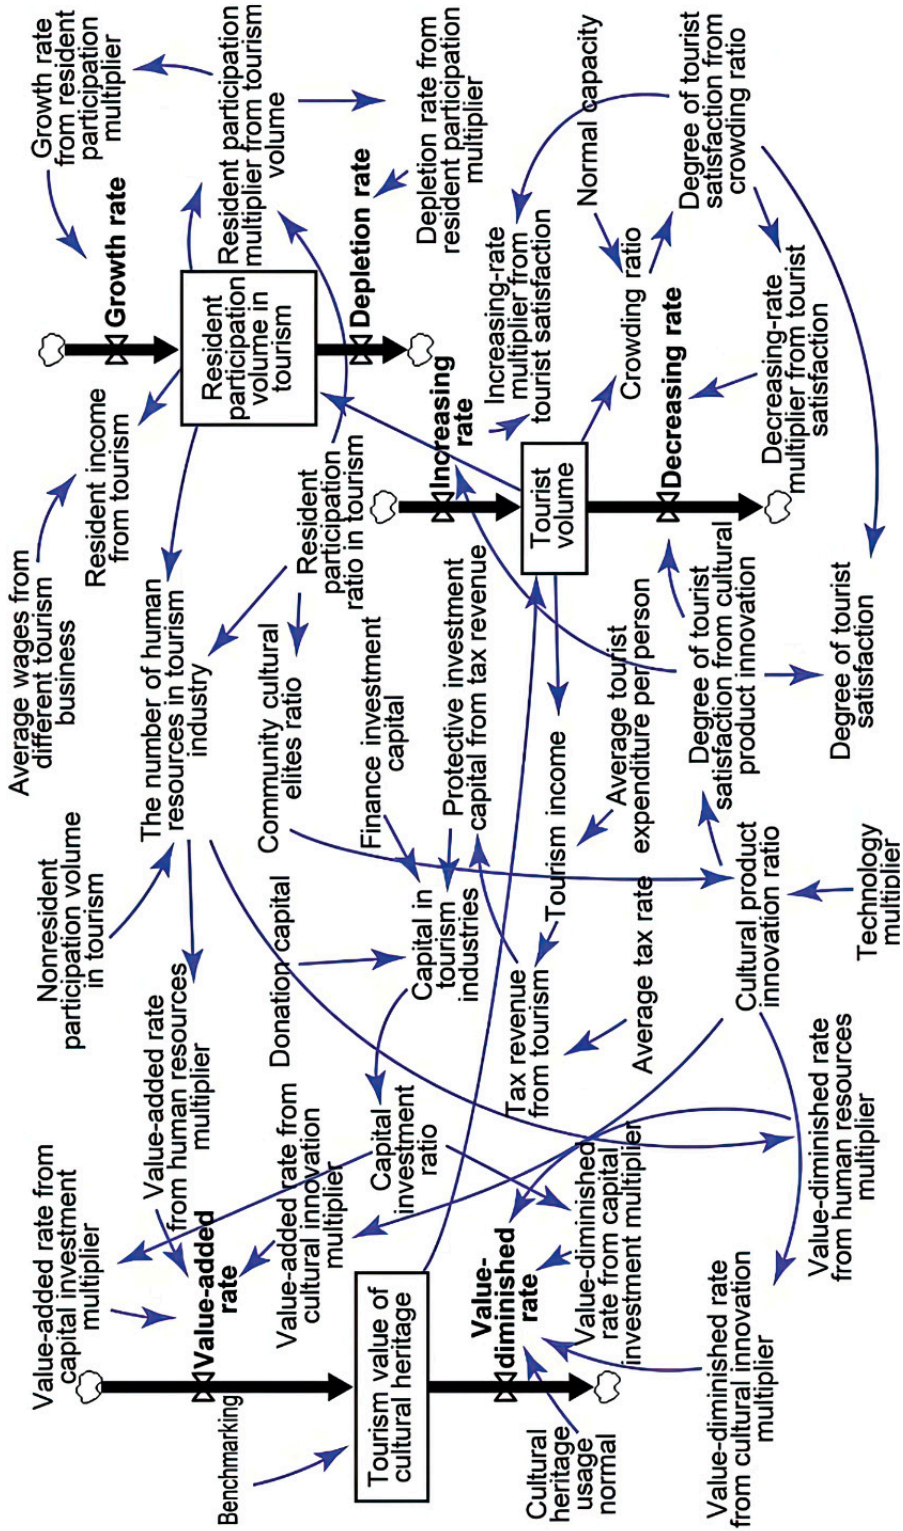 Value-added rate from
capital investment
multiplier
Nonresident
participation volume
in tourism
Average wages from
different tourism
business
Growth rate
from resident
participation
multiplier
Value-added rate
from human resources
multiplier
The number of human
resources in tourism
industry
Resident income
from tourism
Growth rate
Benchmarking
Value-added
rate
Value-added rate from
cultural innovation
multiplier
Donation capital
Community cultural
elites ratio
Resident
participation
volume in
tourism
Resident participation
multiplier from tourism
volume
Resident
participation
ratio in tourism
Depletion rate
Tourism value of
cultural heritage
Capital
investment
ratio
Capital in
tourism
industries
Finance investment
capital
Protective investment
capital from tax revenue
Increasing
rate
Depletion rate from
resident participation
multiplier
Cultural
heritage
usage
normal
Value-
diminished
rate
Tax revenue
from tourism
Tourism income
Tourist
volume
Increasing-rate
multiplier from
tourist satisfaction
Value-diminished
rate from capital
investment multiplier
Average tax rate
Average tourist
expenditure per person
Crowding ratio
Normal capacity
Decreasing rate
Value-diminished rate
from cultural innovation
multiplier
Value-diminished rate
from human resources
multiplier
Cultural product
innovation ratio
Degree of tourist
satisfaction from cultural
product innovation
Decreasing-rate
multiplier from tourist
satisfaction
Degree of tourist
satisfaction from
crowding ratio
Technology
multiplier
Degree of tourist
satisfaction